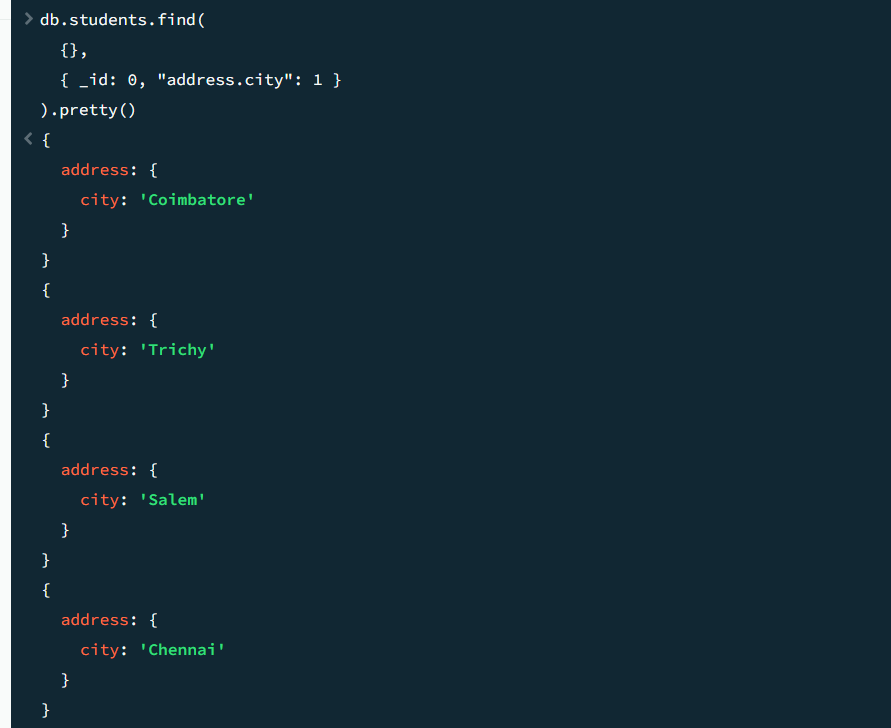 db.students.find(
{},
{ _id: 0, "address.city": 1 }
).pretty()
{
address: {
city: 'Coimbatore'
}
}
{
address: {
city: 'Trichy'
}
}
{
address: {
city: 'Salem'
}
}
{
address: {
city: 'Chennai'
}
}